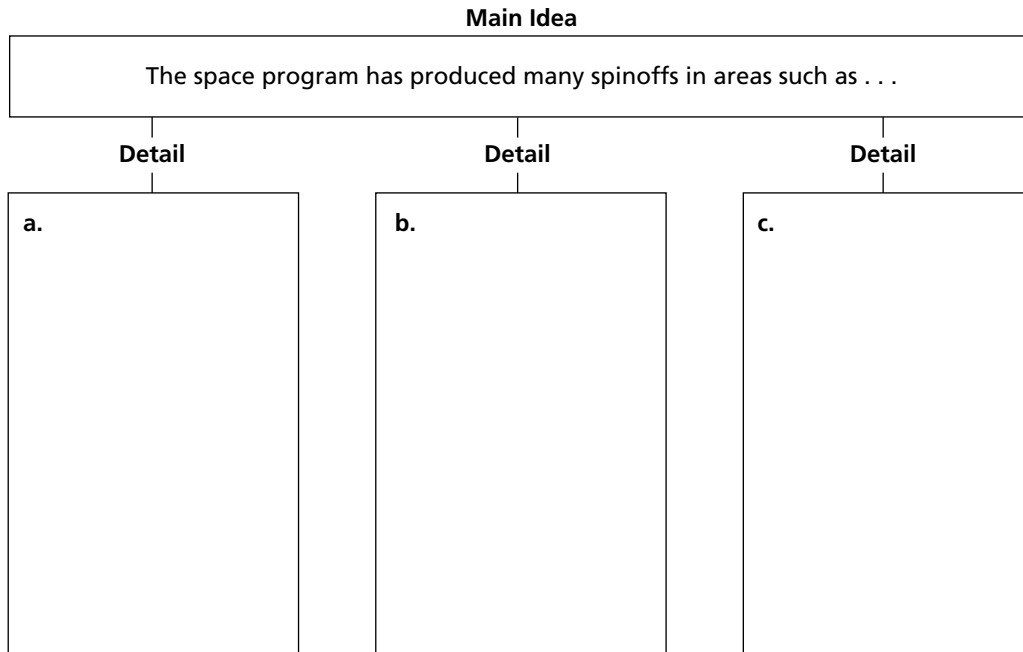 Main Idea
The space program has produced many spinoffs in areas such as . . .
Detail
Detail
Detail
a.
b.
c.